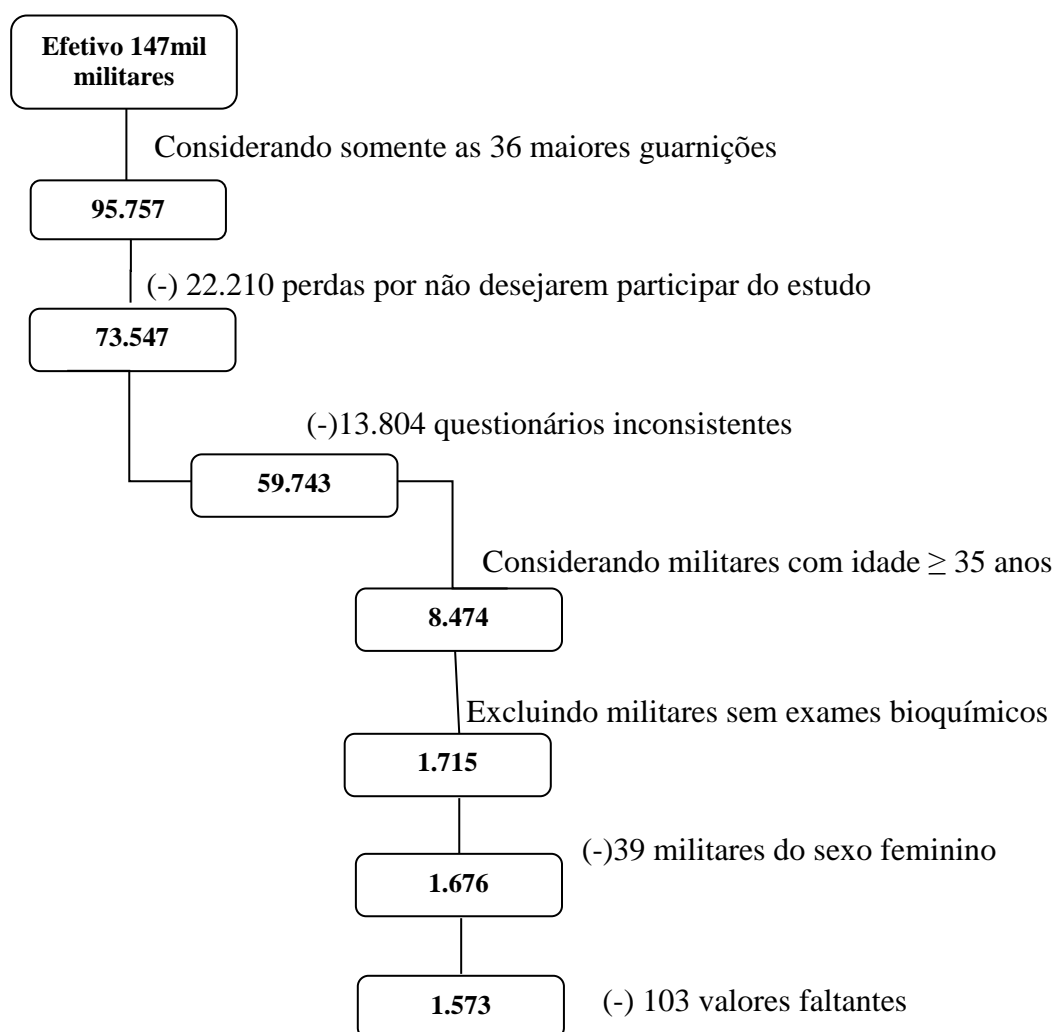 Efetivo 147mil
militares
Considerando somente as 36 maiores guarnições
95.757
(-) 22.210 perdas por não desejarem participar do estudo
73.547
(-)13.804 questionários inconsistentes
59.743
Considerando militares com idade ≥ 35 anos
8.474
Excluindo militares sem exames bioquímicos
1.715
(-)39 militares do sexo feminino
1.676
1.573
(-) 103 valores faltantes